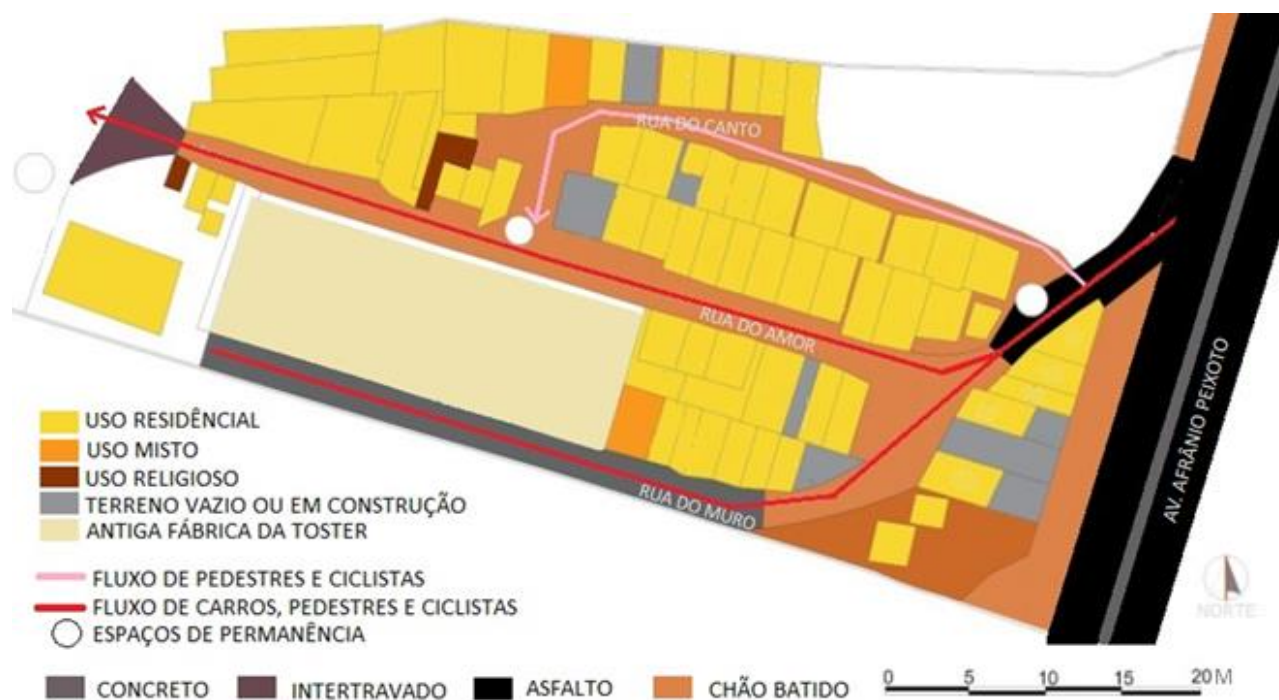 RUA DO CANTO
RUA DO AMOR
AV. AFRÂNIO PEIXOTO
RUA DO MURO
USO RESIDÊNCIAL
USO MISTO
USO RELIGIOSO
TERRENO VAZIO OU EM CONSTRUÇÃO
ANTIGA FÁBRICA DA TOSTER
FLUXO DE PEDESTRES E CICLISTAS
FLUXO DE CARROS, PEDESTRES E CICLISTAS
ESPAÇOS DE PERMANÊNCIA
NORTE
CONCRETO INTERTRAVADO ASFALTO CHÃO BATIDO
0 5 10 15 20 M